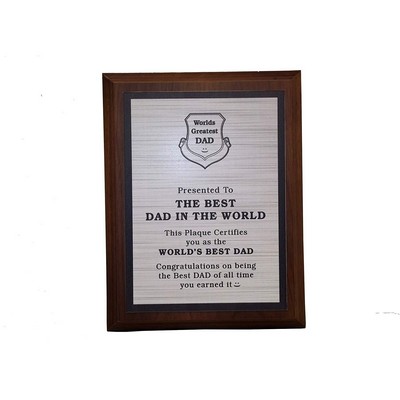 Worlds
Greatest
DAD
Presented To
THE BEST
DAD IN THE WORLD
This Plaque Certifies
you as the
WORLD'S BEST DAD
Congratulations on being
the Best DAD of all time
you earned it